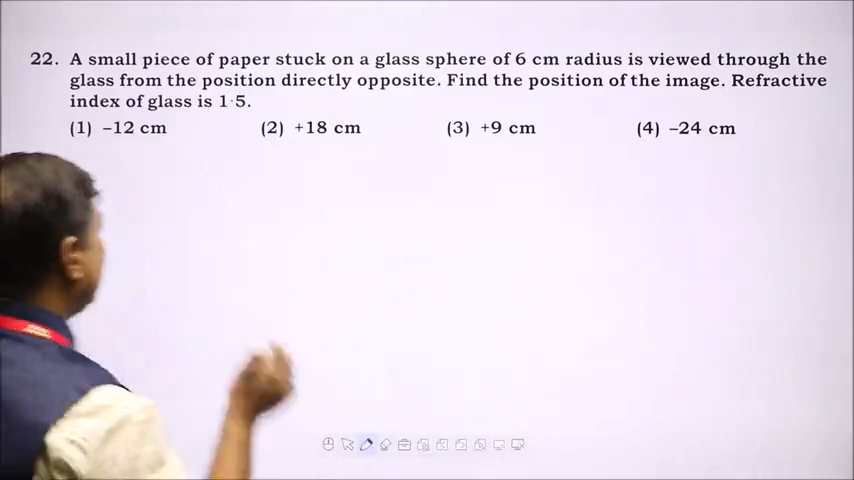 22. A small piece of paper stuck on a glass sphere of 6 cm radius is viewed through the
glass from the position directly opposite. Find the position of the image. Refractive
index of glass is 1·5.
(1) –12 cm (2) +18 cm (3) +9 cm (4) –24 cm